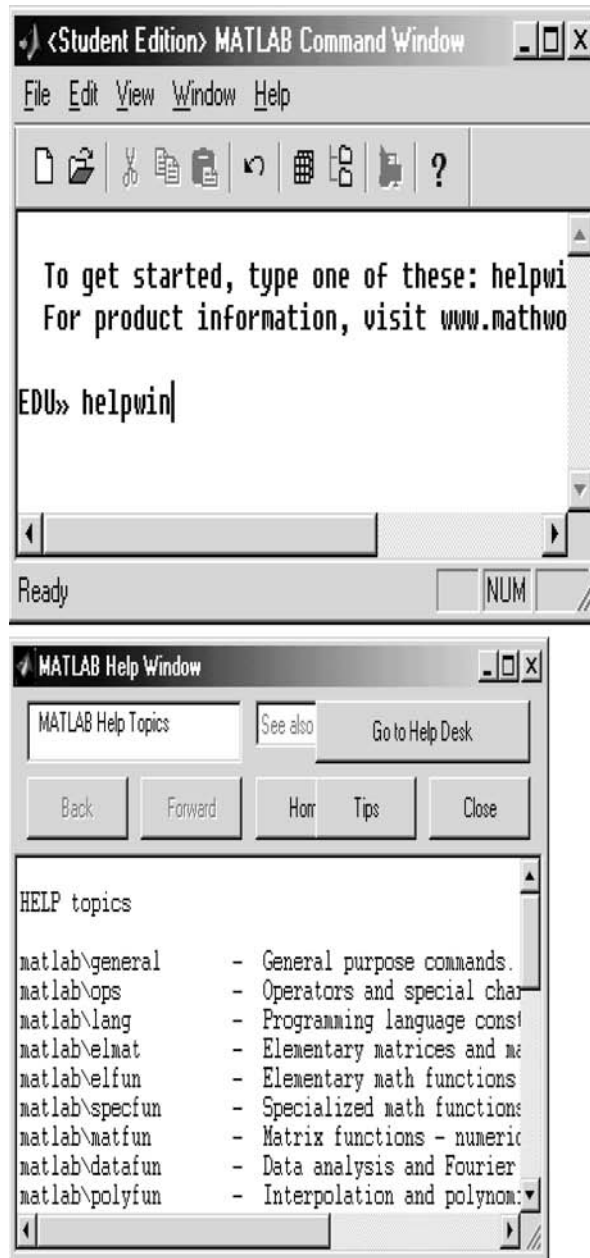 <Student Edition> MATLAB Command Window
File Edit View Window Help
?
To get started, type one of these: helpwi
For product information, visit www.mathwo
EDU» helpwin
Ready NUM
MATLAB Help Window
MATLAB Help Topics See also Go to Help Desk
Back Forward Hom Tips Close
HELP topics
matlab\general - General purpose commands.
matlab\ops - Operators and special char
matlab\lang - Programming language const
matlab\elmat - Elementary matrices and ma
matlab\elfun - Elementary math functions
matlab\specfun - Specialized math functions
matlab\matfun - Matrix functions - numeric
matlab\datafun - Data analysis and Fourier
matlab\polyfun - Interpolation and polynomi